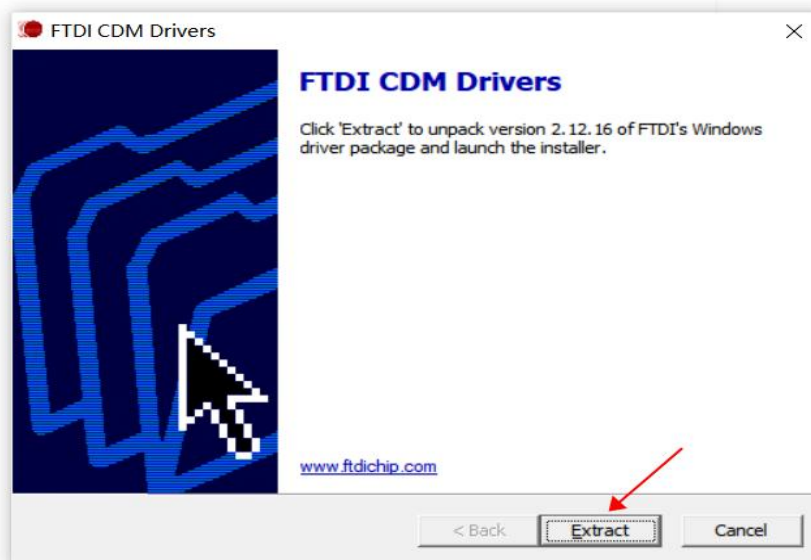 FTDI CDM Drivers
FTDI CDM Drivers
Click 'Extract' to unpack version 2.12.16 of FTDI's Windows
driver package and launch the installer.
www.ftdichip.com
< Back
Extract
Cancel